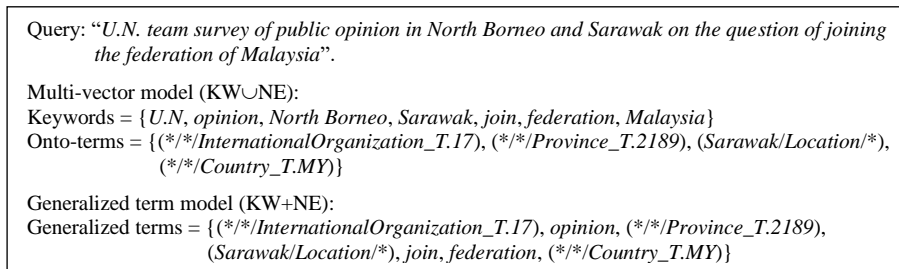 Query: “U.N. team survey of public opinion in North Borneo and Sarawak on the question of joining
the federation of Malaysia”.
Multi-vector model (KW∪NE):
Keywords = {U.N, opinion, North Borneo, Sarawak, join, federation, Malaysia}
Onto-terms = {(*/*/InternationalOrganization_T.17), (*/*/Province_T.2189), (Sarawak/Location/*),
(*/*/Country_T.MY)}
Generalized term model (KW+NE):
Generalized terms = {(*/*/InternationalOrganization_T.17), opinion, (*/*/Province_T.2189),
(Sarawak/Location/*), join, federation, (*/*/Country_T.MY)}